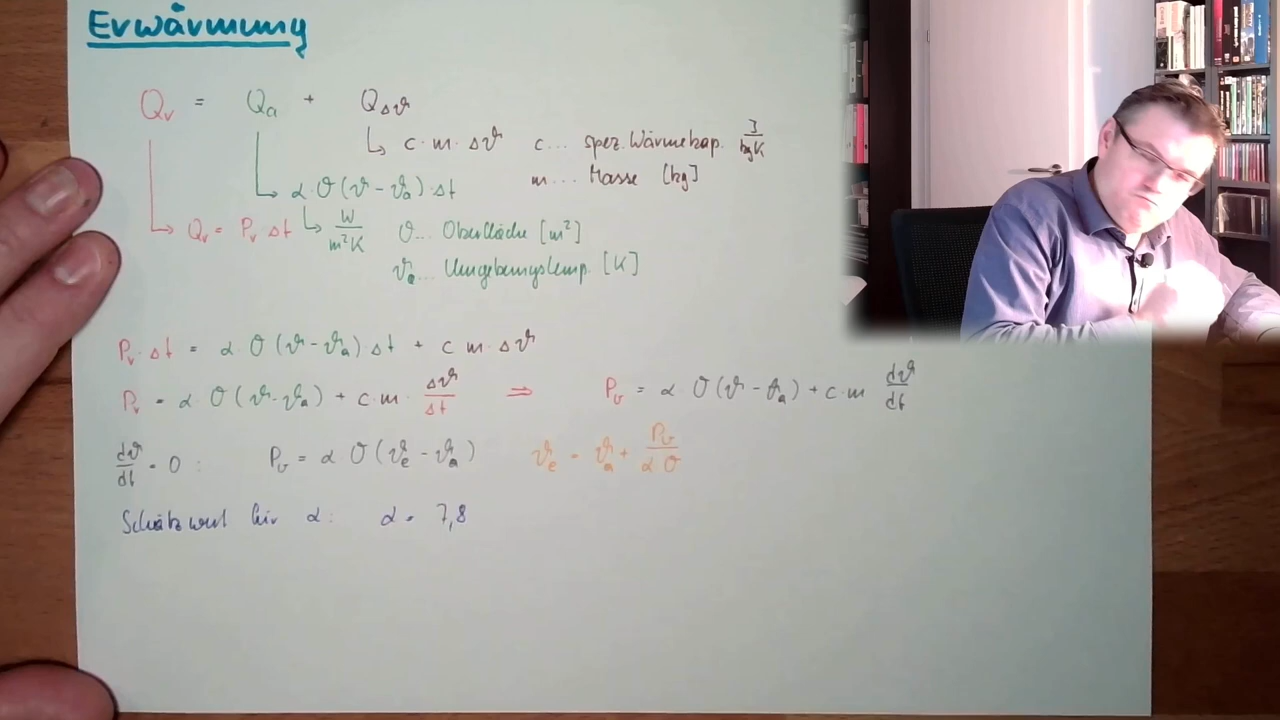 Erwärmung
Qv = Qa + QΔϑ
↳ c · m · Δϑ c... spez. Wärmekap. J/kgK
m ... Masse [kg]
↳ α O (ϑ - ϑa) · Δt
↳ Qv = Pv Δt ↳ W/m²K O... Oberfläche [m²]
ϑa... Umgebungstemp. [K]
Pv · Δt = α O (ϑ - ϑa) Δt + c m · Δϑ
Pv = α · O (ϑ - ϑa) + c · m · Δϑ/Δt ⇒ Pv = α O (ϑ - ϑa) + c · m dϑ/dt
dϑ/dt = 0 : Pv = α O (ϑe - ϑa) ϑe = ϑa + Pv/α O
Schätzwert für α: α = 7,8